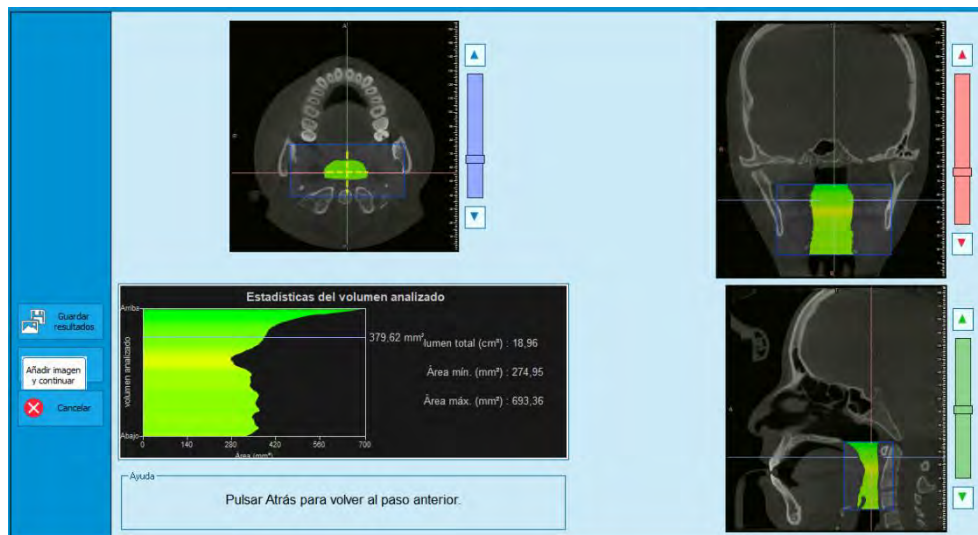 Guardar
resultados
Añadir imagen
y continuar
Cancelar
Estadísticas del volumen analizado
Arriba
volumen analizado
Abajo
379,62 mm²
lumen total (cm³) : 18,96
Área mín. (mm²) : 274,95
Área máx. (mm²) : 693,36
0 140 280 420 560 700
Área (mm²)
Ayuda
Pulsar Atrás para volver al paso anterior.